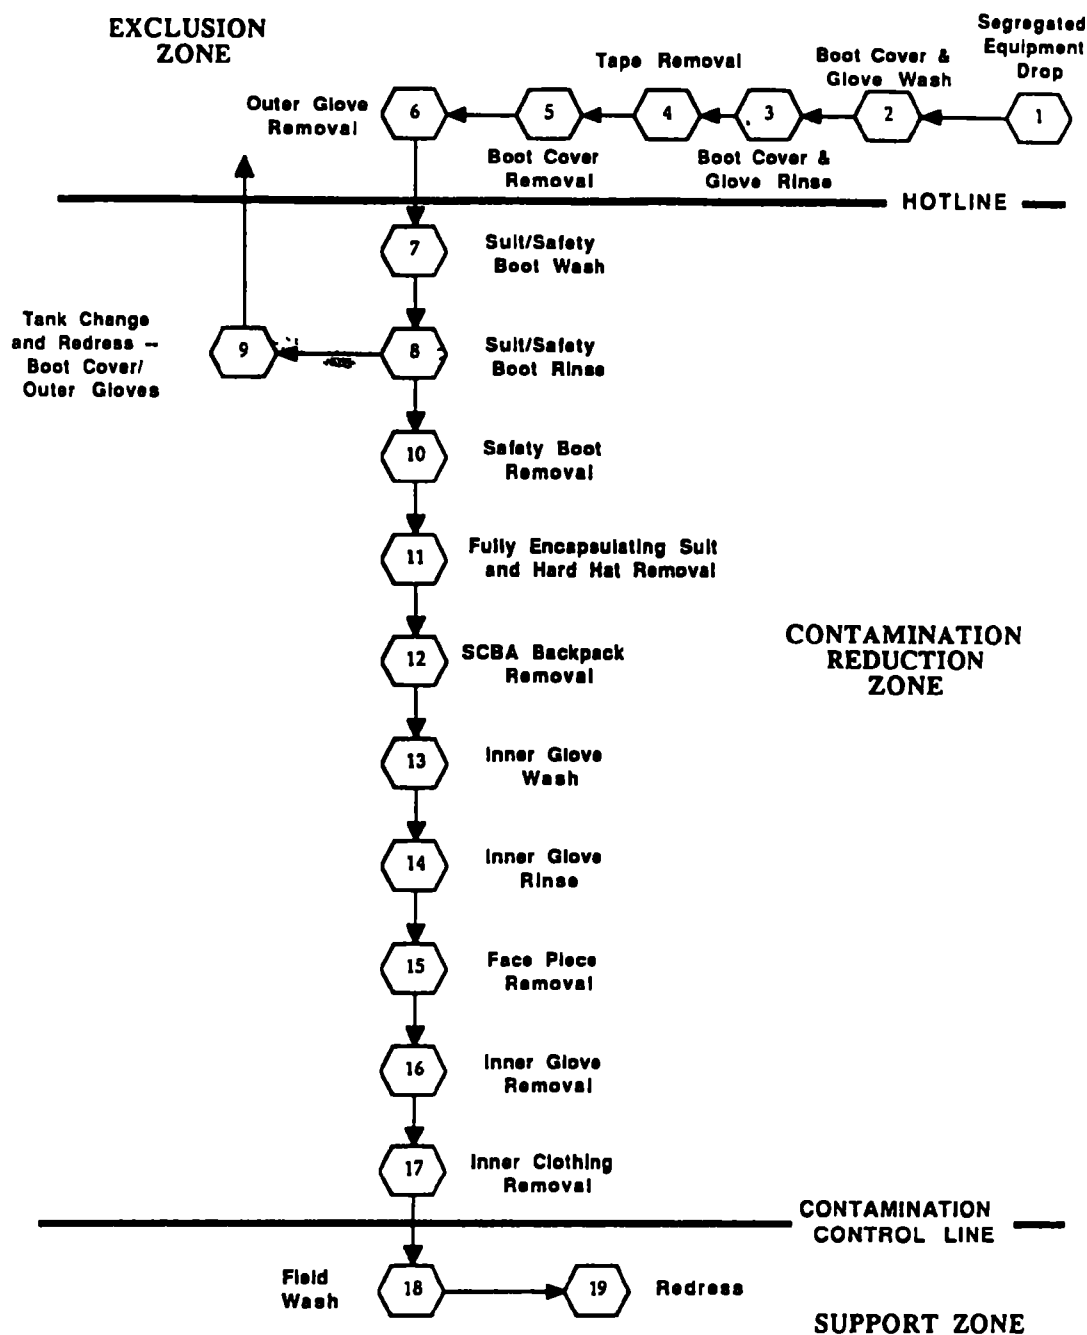 EXCLUSION
ZONE
Segregated
Equipment
Drop
Boot Cover &
Glove Wash
Tape Removal
Outer Glove
Removal
6
5
4
3
2
1
Boot Cover
Removal
Boot Cover &
Glove Rinse
HOTLINE
7
Suit/Safety
Boot Wash
Tank Change
and Redress –
Boot Cover/
Outer Gloves
9
8
Suit/Safety
Boot Rinse
10
Safety Boot
Removal
11
Fully Encapsulating Suit
and Hard Hat Removal
12
SCBA Backpack
Removal
CONTAMINATION
REDUCTION
ZONE
13
Inner Glove
Wash
14
Inner Glove
Rinse
15
Face Piece
Removal
16
Inner Glove
Removal
17
Inner Clothing
Removal
CONTAMINATION
CONTROL LINE
Field
Wash
18
19
Redress
SUPPORT ZONE